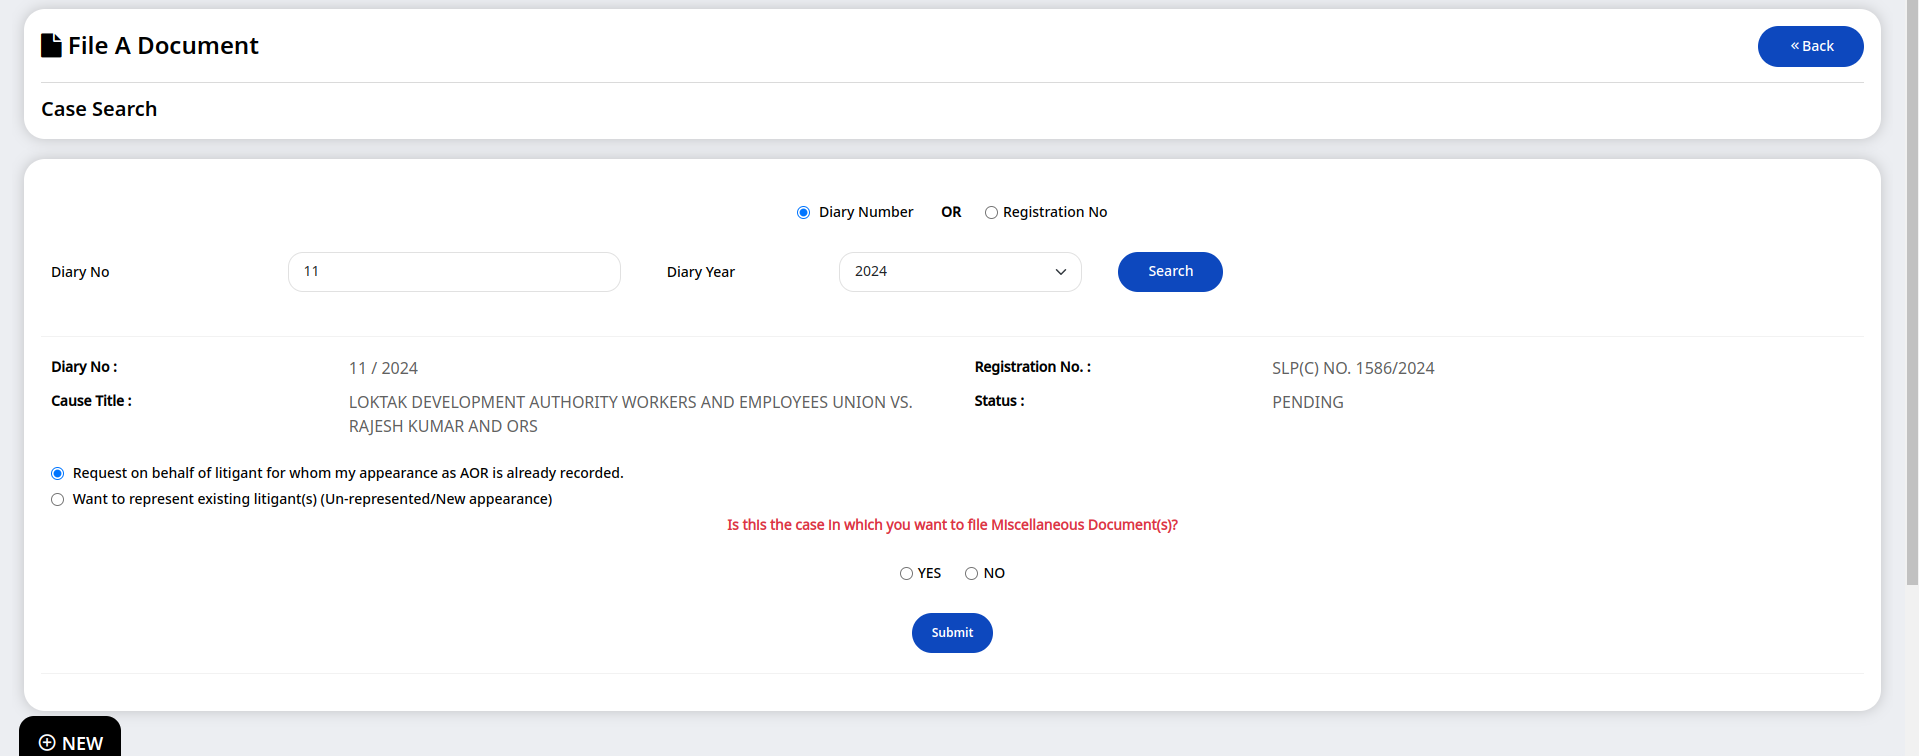 File A Document
« Back
Case Search
Diary Number OR Registration No
Diary No 11 Diary Year 2024 Search
Diary No : 11 / 2024 Registration No. : SLP(C) NO. 1586/2024
Cause Title : LOKTAK DEVELOPMENT AUTHORITY WORKERS AND EMPLOYEES UNION VS. Status : PENDING
RAJESH KUMAR AND ORS
Request on behalf of litigant for whom my appearance as AOR is already recorded.
Want to represent existing litigant(s) (Un-represented/New appearance)
Is this the case in which you want to file Miscellaneous Document(s)?
YES NO
Submit
NEW